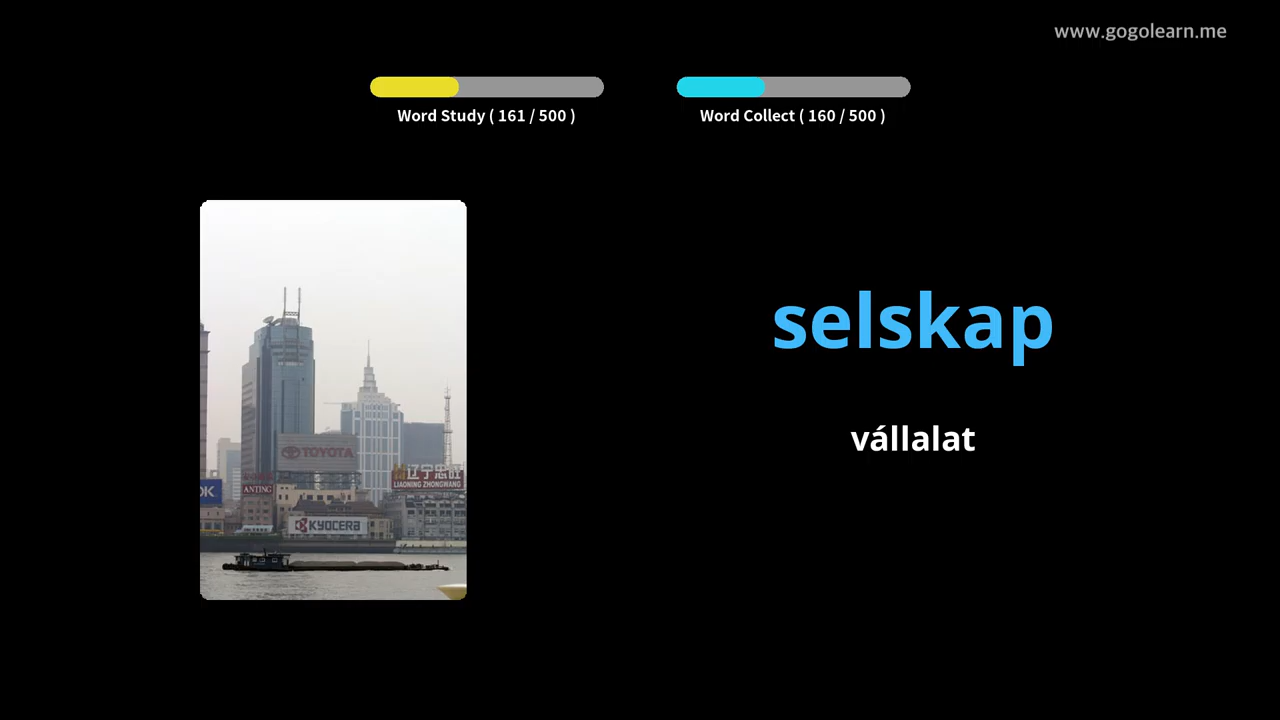 www.gogolearn.me
Word Study ( 161 / 500 )
Word Collect ( 160 / 500 )
selskap
vállalat
TOYOTA
辽宁忠旺
LIAONING ZHONGWANG
OK
ANTING
KYOCERA